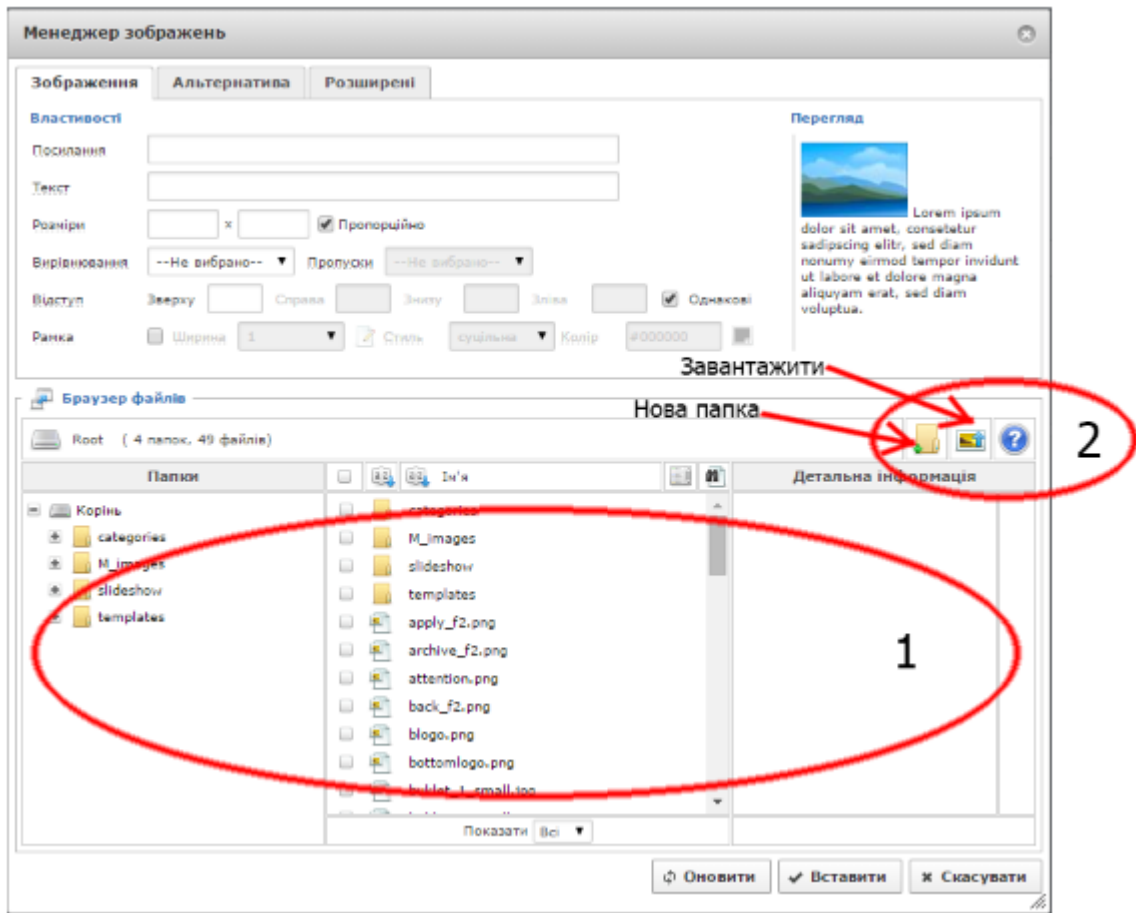 Менеджер зображень
Зображення Альтернатива Розширені
Властивості Перегляд
Посилання
Текст
Розміри x Пропорційно
Lorem ipsum
dolor sit amet, consetetur
sadipscing elitr, sed diam
nonumy eirmod tempor invidunt
ut labore et dolore magna
aliquyam erat, sed diam
voluptua.
Вирівнювання --Не вибрано-- Пропуски --Не вибрано--
Відступ Зверху Справа Знизу Зліва Однакові
Рамка Ширина 1 Стиль суцільна Колір #000000
Завантажити
Нова папка
2
Браузер файлів
Root ( 4 папок, 49 файлів)
Папки Ім'я Детальна інформація
Корінь
categories
M_images
slideshow
templates
categories
M_images
slideshow
templates
apply_f2.png
archive_f2.png
attention.png
back_f2.png
blogo.png
bottomlogo.png
buklet_1_small.jpg
1
Показати Всі
Оновити Вставити Скасувати